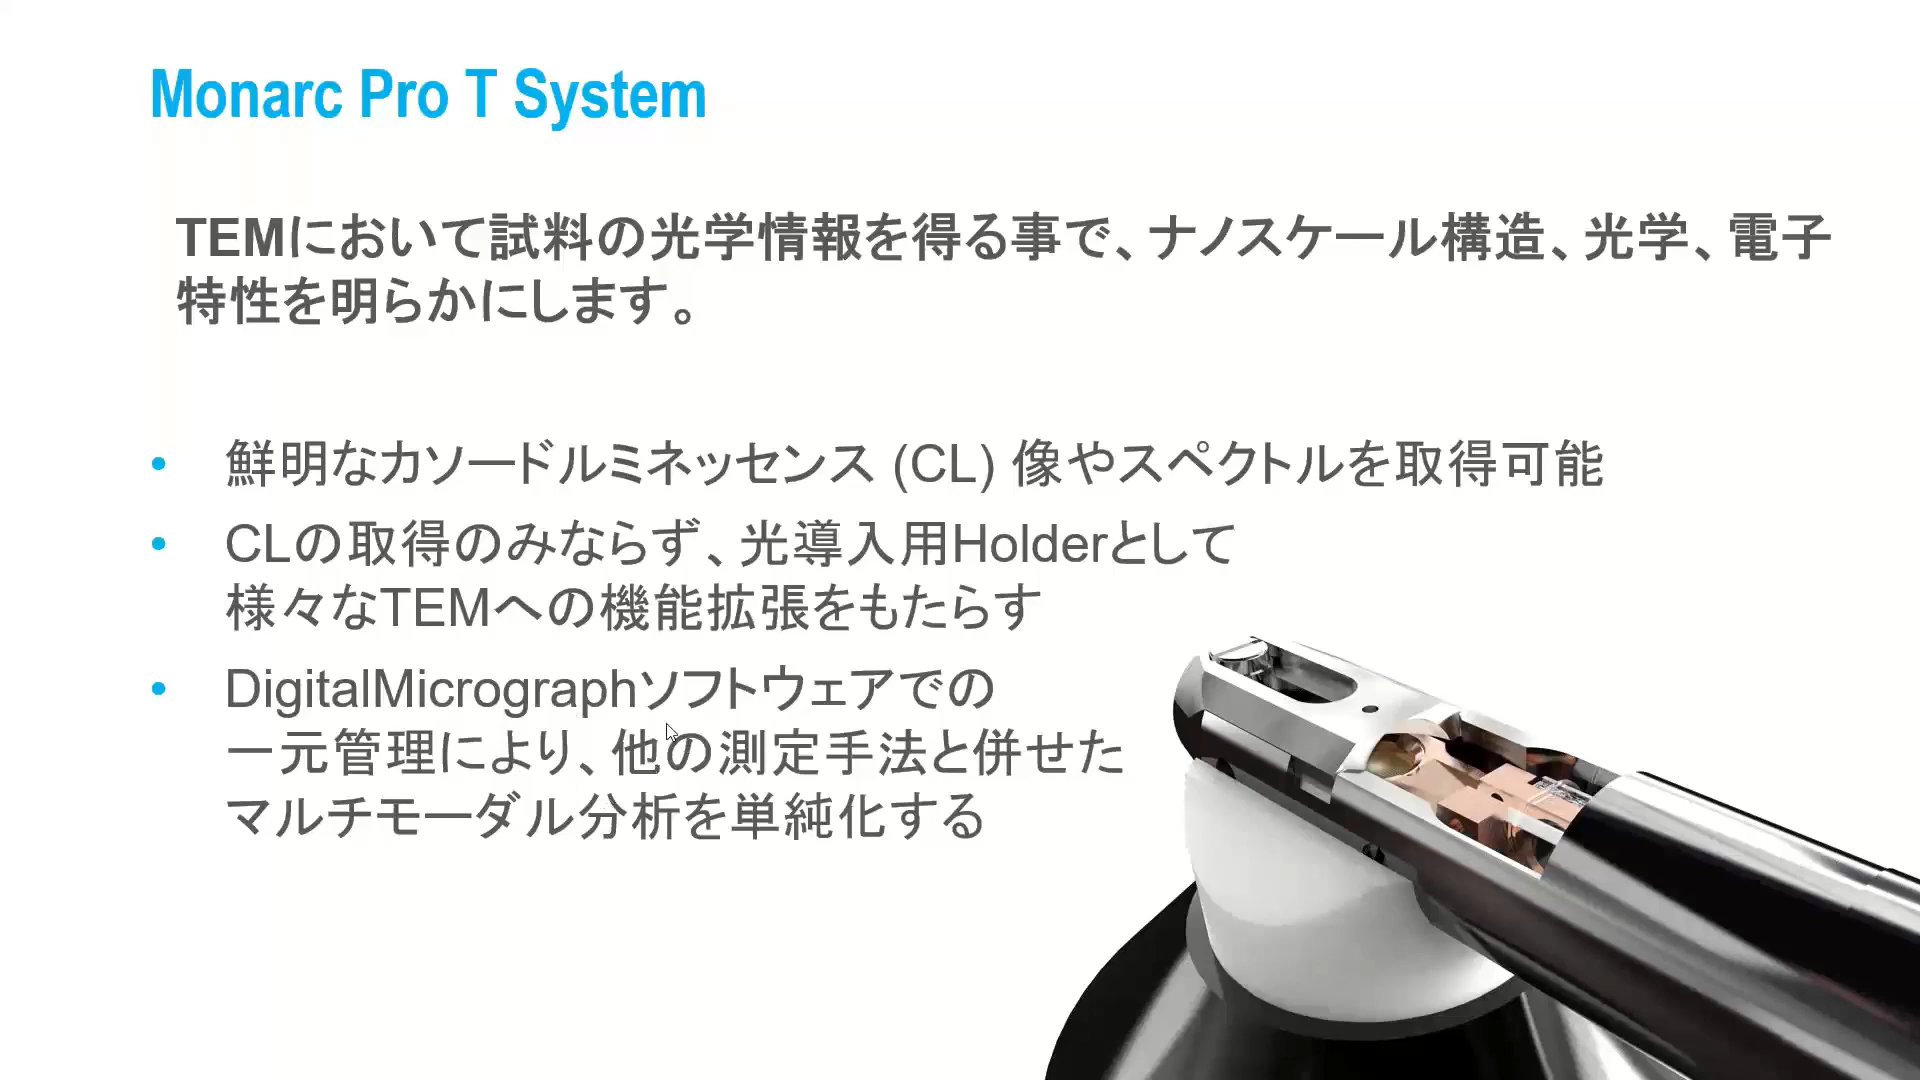 Monarc Pro T System
TEMにおいて試料の光学情報を得る事で、ナノスケール構造、光学、電子
特性を明らかにします。
• 鮮明なカソードルミネッセンス (CL) 像やスペクトルを取得可能
• CLの取得のみならず、光導入用Holderとして
様々なTEMへの機能拡張をもたらす
• DigitalMicrographソフトウェアでの
一元管理により、他の測定手法と併せた
マルチモーダル分析を単純化する